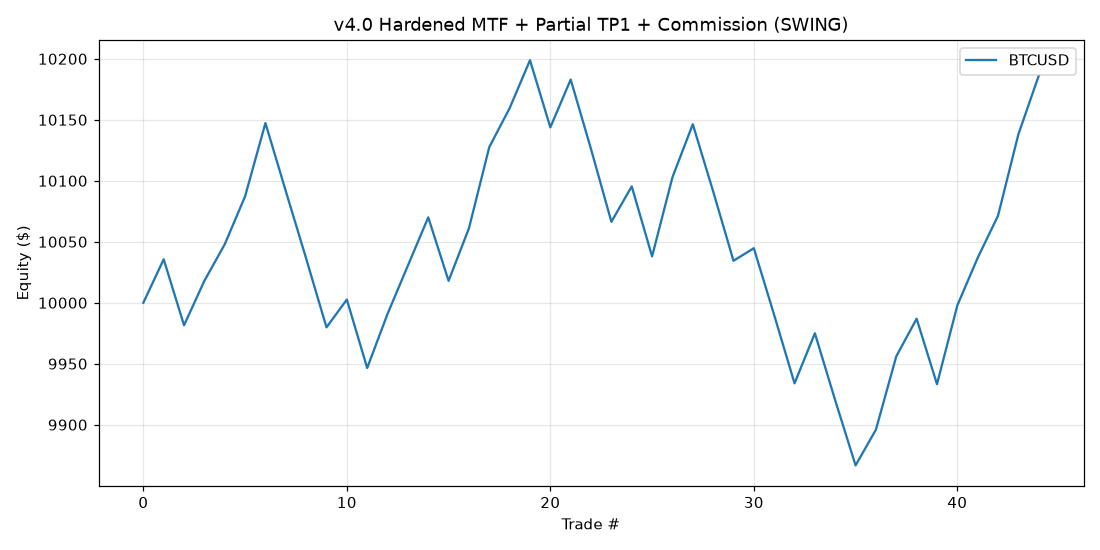 v4.0 Hardened MTF + Partial TP1 + Commission (SWING)
BTCUSD
Equity ($)
10200
10150
10100
10050
10000
9950
9900
0 10 20 30 40
Trade #